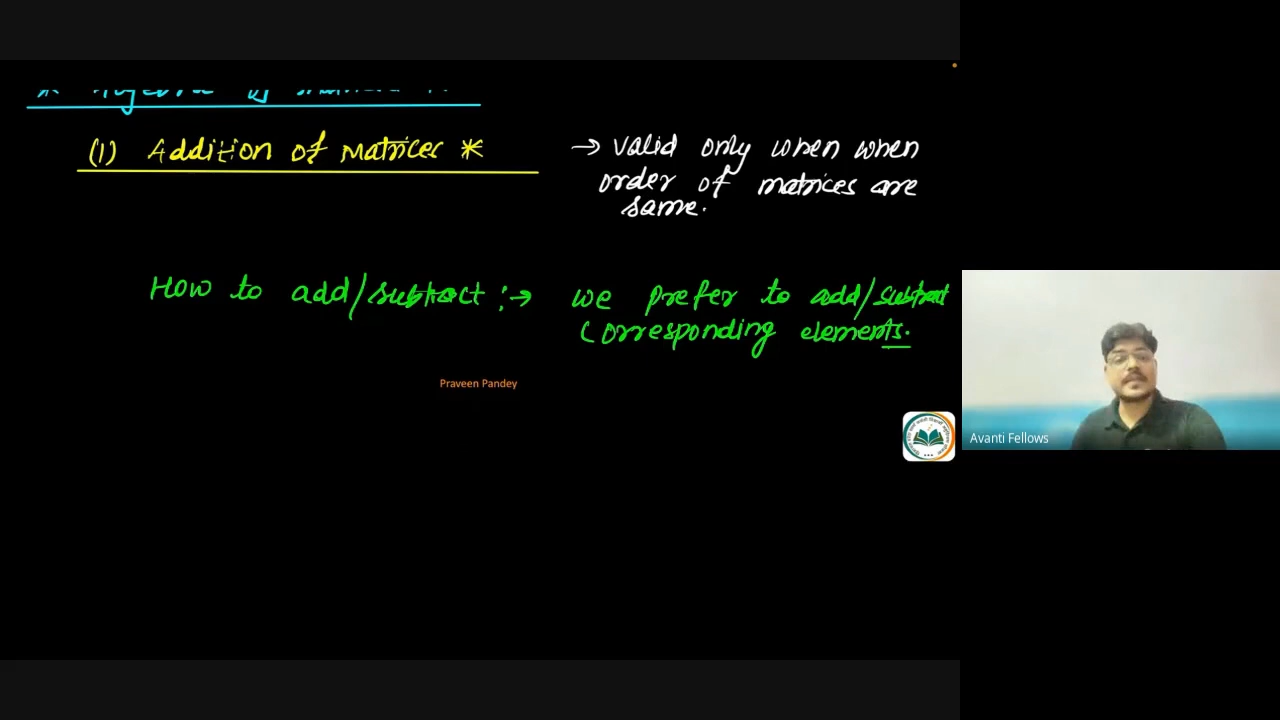 (1) Addition of Matrices *
→ Valid only when when
order of matrices are
same.
How to add/subtract :→ we prefer to add/subtract
Corresponding elements.
Praveen Pandey
Avanti Fellows